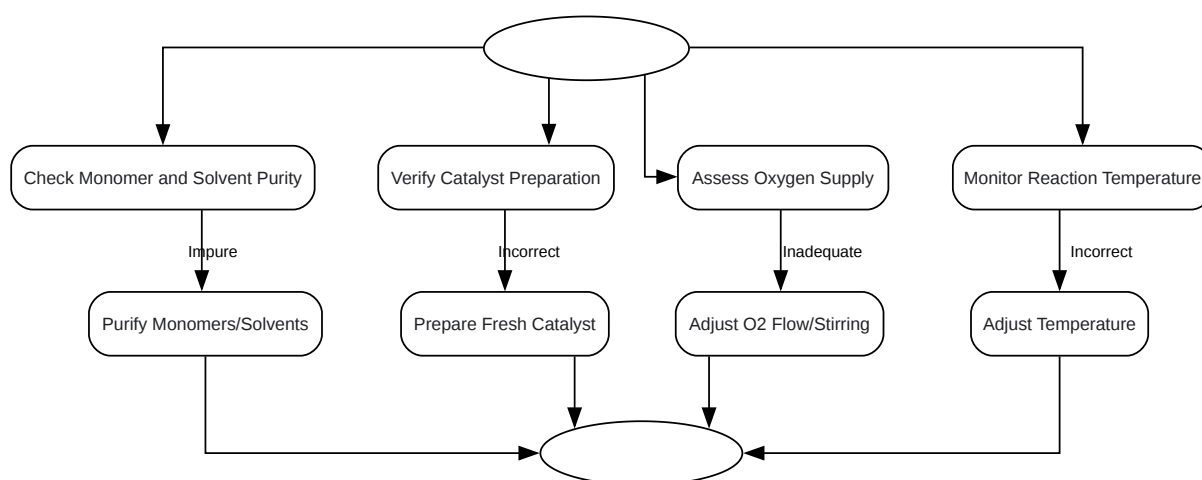 Check Monomer and Solvent Purity
Verify Catalyst Preparation
Assess Oxygen Supply
Monitor Reaction Temperature
Impure
Incorrect
Inadequate
Incorrect
Purify Monomers/Solvents
Prepare Fresh Catalyst
Adjust O2 Flow/Stirring
Adjust Temperature